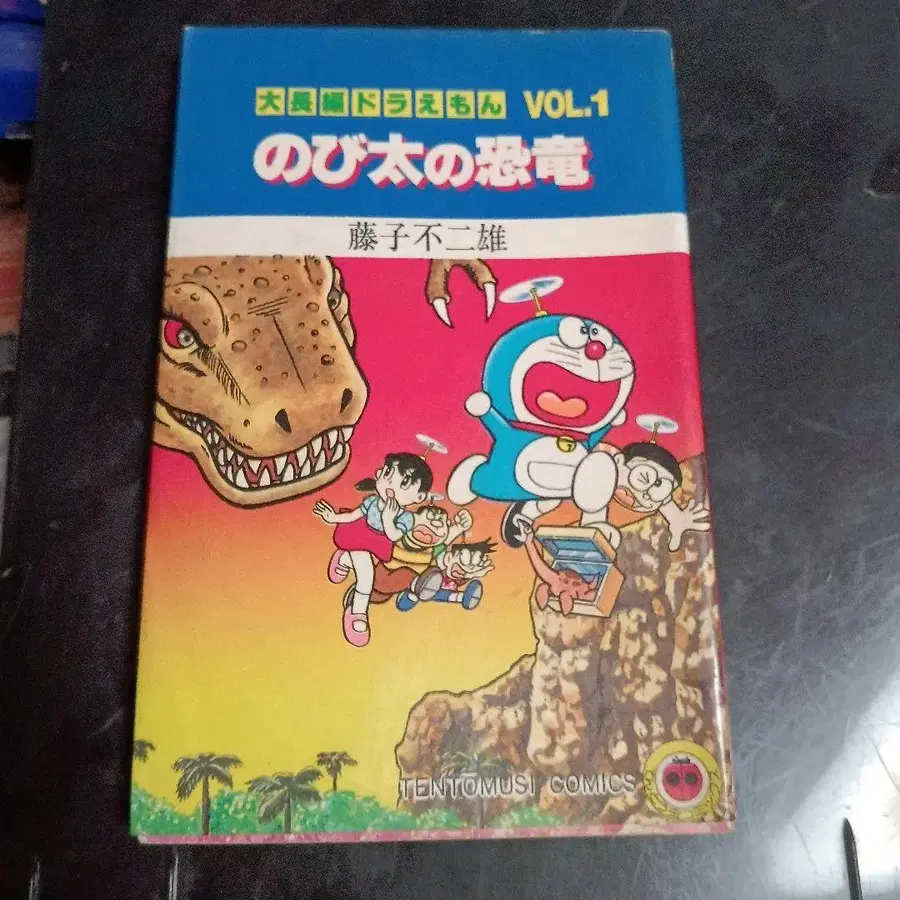 大長編ドラえもん VOL.1
のび太の恐竜
藤子不二雄
TENTŌMUSI COMICS